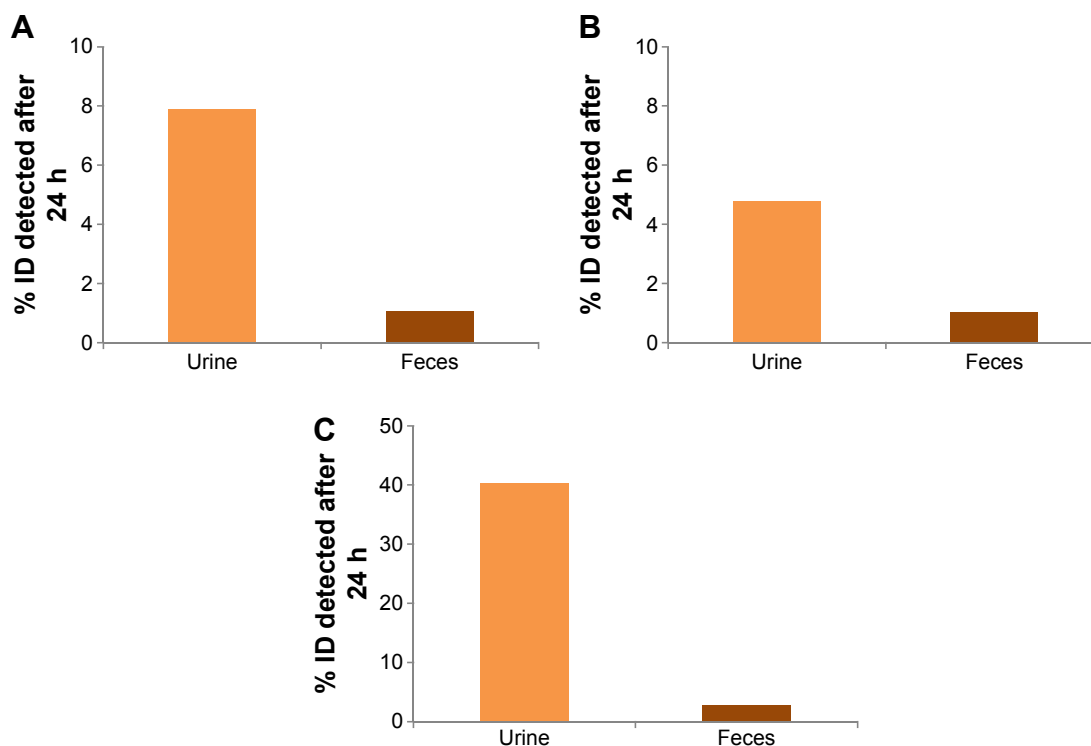 A
% ID detected after
24 h
10
8
6
4
2
0
Urine
Feces
B
% ID detected after
24 h
10
8
6
4
2
0
Urine
Feces
C
% ID detected after
24 h
50
40
30
20
10
0
Urine
Feces